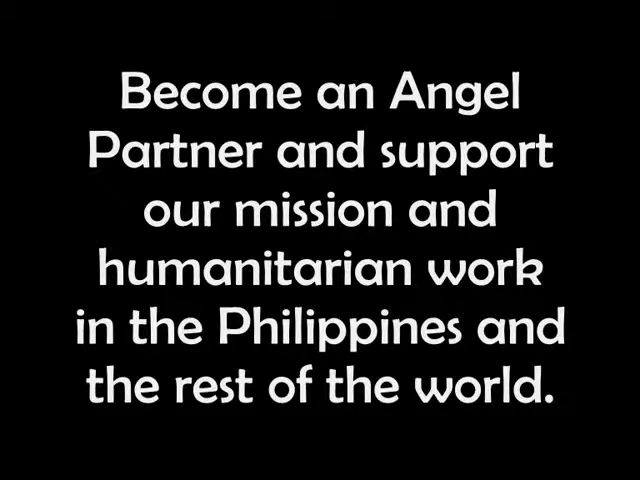 Become an Angel
Partner and support
our mission and
humanitarian work
in the Philippines and
the rest of the world.